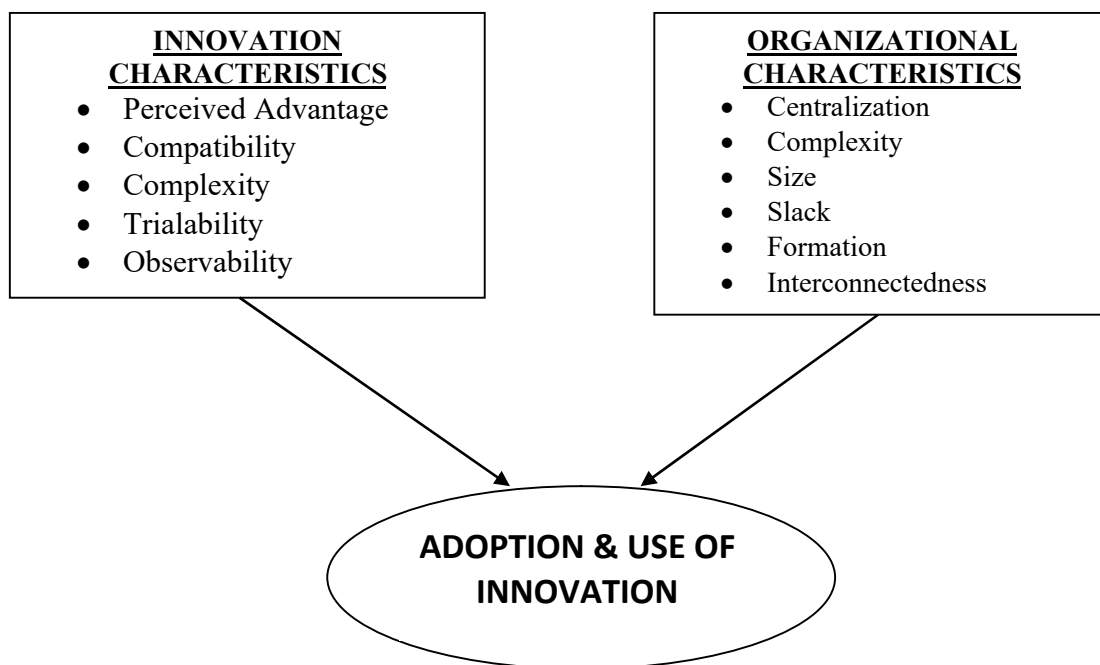 INNOVATION
CHARACTERISTICS
• Perceived Advantage
• Compatibility
• Complexity
• Trialability
• Observability
ORGANIZATIONAL
CHARACTERISTICS
• Centralization
• Complexity
• Size
• Slack
• Formation
• Interconnectedness
ADOPTION & USE OF
INNOVATION